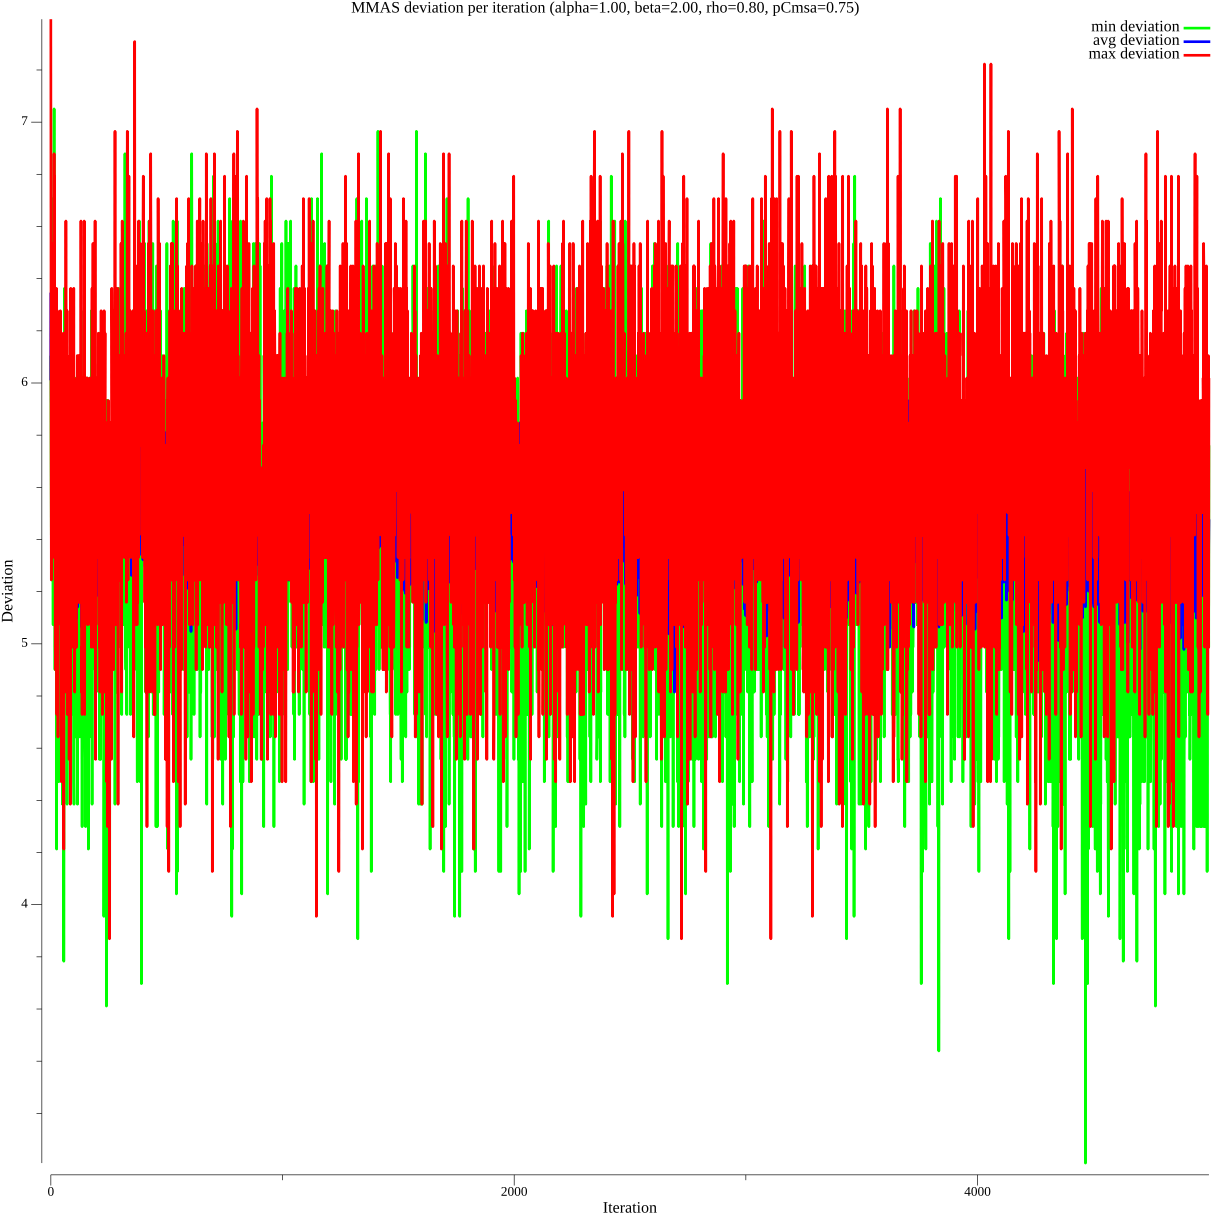 MMAS deviation per iteration (alpha=1.00, beta=2.00, rho=0.80, pCmsa=0.75)
min deviation
avg deviation
max deviation
7
6
5
4
Deviation
0
2000
4000
Iteration